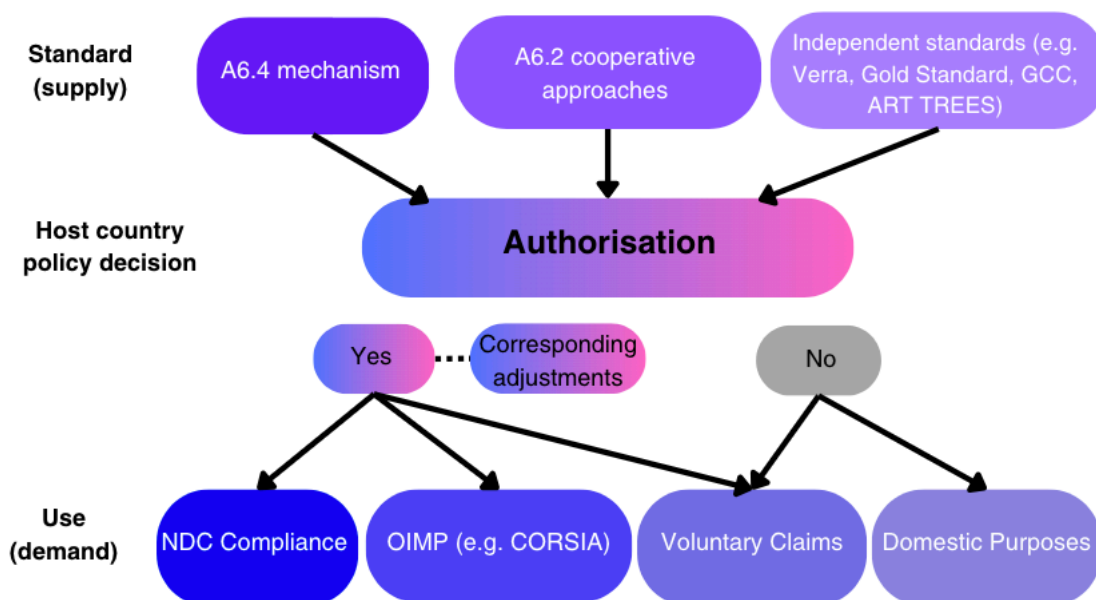 Standard
(supply)
A6.4 mechanism
A6.2 cooperative
approaches
Independent standards (e.g.
Verra, Gold Standard, GCC,
ART TREES)
Host country
policy decision
Authorisation
Yes
Corresponding
adjustments
No
Use
(demand)
NDC Compliance
OIMP (e.g. CORSIA)
Voluntary Claims
Domestic Purposes